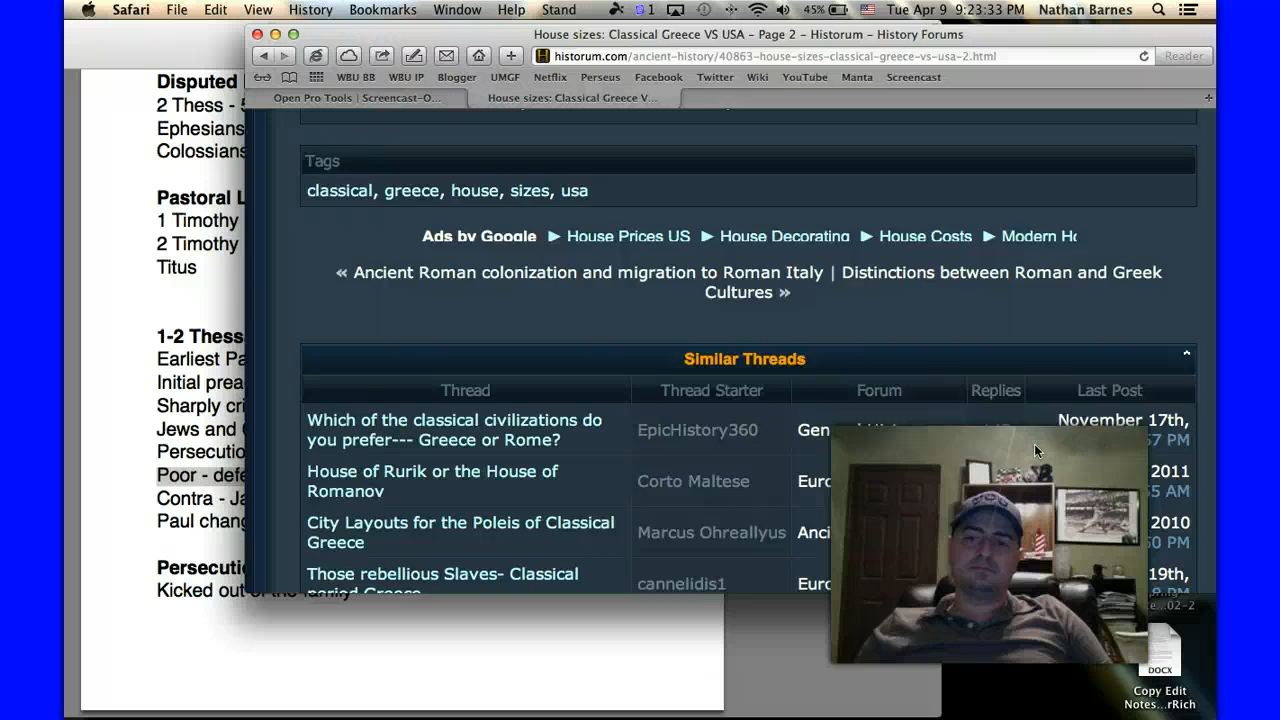 Safari File Edit View History Bookmarks Window Help Stand 1 45% Tue Apr 9 9:23:33 PM Nathan Barnes
House sizes: Classical Greece VS USA - Page 2 - Historum - History Forums
historum.com/ancient-history/40863-house-sizes-classical-greece-vs-usa-2.html Reader
WBU BB WBU IP Blogger UMGF Netflix Perseus Facebook Twitter Wiki YouTube Manta Screencast
Open Pro Tools | Screencast-O... House sizes: Classical Greece V...
Disputed
2 Thess -
Ephesians
Colossians
Pastoral
1 Timothy
2 Timothy
Titus
1-2 Thess
Earliest
Initial
Sharply
Jews and
Poor -
Contra -
Paul
Kicked out of the family
Tags
classical, greece, house, sizes, usa
Ads by Google ► House Prices US ► House Decorating ► House Costs ► Modern
« Ancient Roman colonization and migration to Roman Italy | Distinctions between Roman and Greek
Cultures »
Similar Threads
Thread Thread Starter Forum Replies Last Post
Which of the classical civilizations do
you prefer--- Greece or Rome? EpicHistory360 November 17th,
PM
House of Rurik or the House of
Romanov Corto Maltese 2011
AM
City Layouts for the Poleis of Classical
Greece Marcus Ohreallyus 2010
PM
Those rebellious Slaves- Classical
period Greece cannelidis1 19th,
PM
DOCX
Copy Edit
Notes...rRich